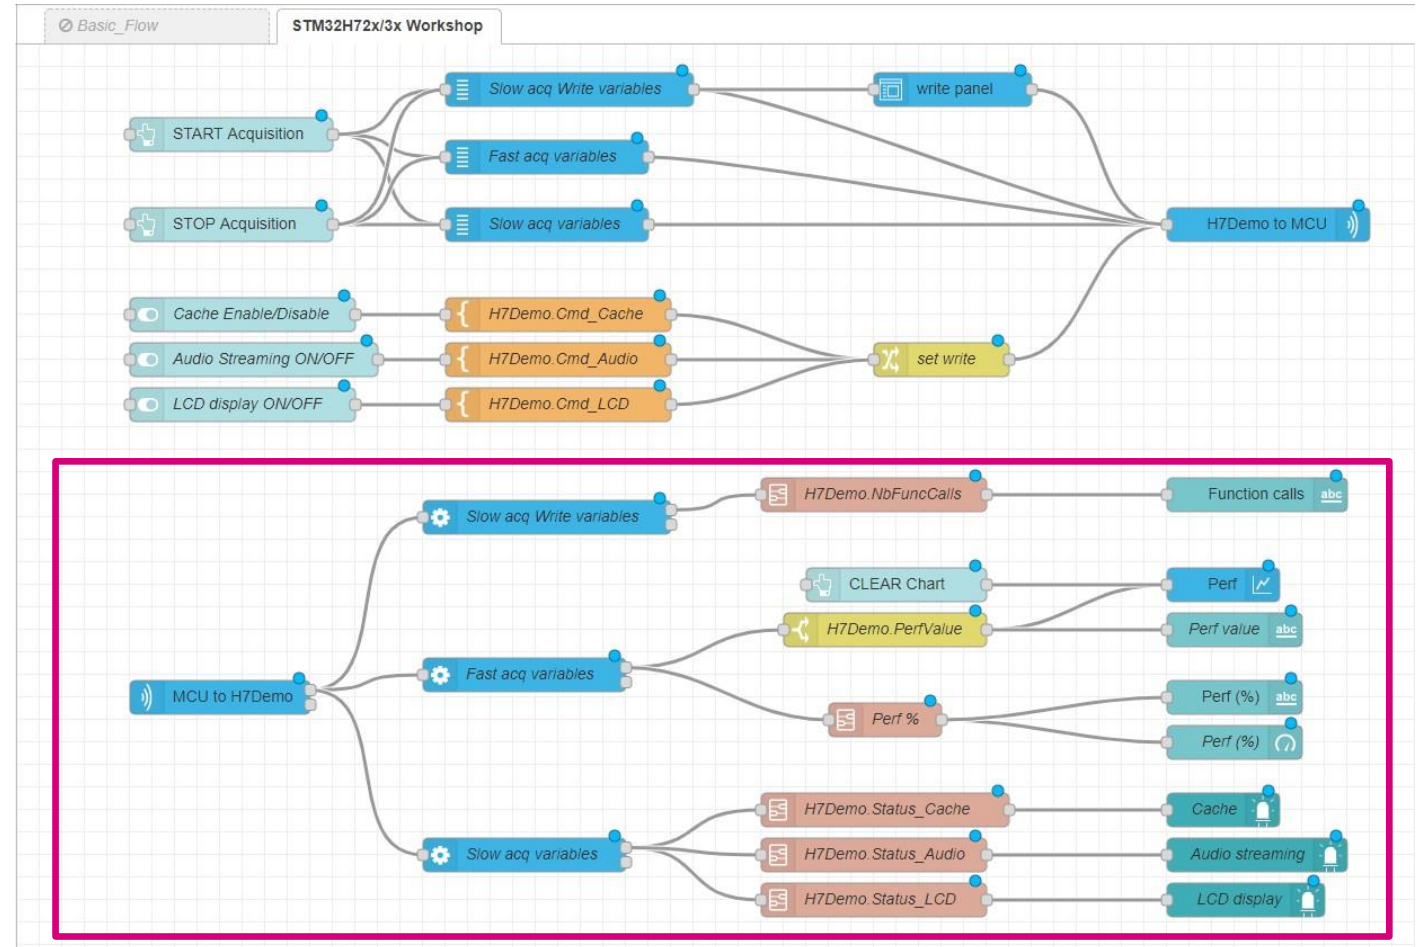 Basic_Flow
STM32H72x/3x Workshop
Slow acq Write variables
write panel
START Acquisition
Fast acq variables
STOP Acquisition
Slow acq variables
H7Demo to MCU
Cache Enable/Disable
H7Demo.Cmd_Cache
Audio Streaming ON/OFF
H7Demo.Cmd_Audio
set write
LCD display ON/OFF
H7Demo.Cmd_LCD
H7Demo.NbFuncCalls
Function calls
abc
Slow acq Write variables
CLEAR Chart
Perf
H7Demo.PerfValue
Perf value
abc
Fast acq variables
MCU to H7Demo
Perf (%)
abc
Perf %
Perf (%)
H7Demo.Status_Cache
Cache
Slow acq variables
H7Demo.Status_Audio
Audio streaming
H7Demo.Status_LCD
LCD display